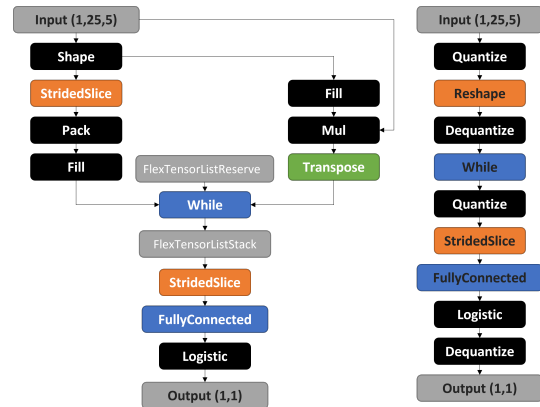 Input (1,25,5)
Shape
StridedSlice
Pack
Fill
Fill
Mul
Transpose
FlexTensorListReserve
While
FlexTensorListStack
StridedSlice
FullyConnected
Logistic
Output (1,1)
Input (1,25,5)
Quantize
Reshape
Dequantize
While
Quantize
StridedSlice
FullyConnected
Logistic
Dequantize
Output (1,1)